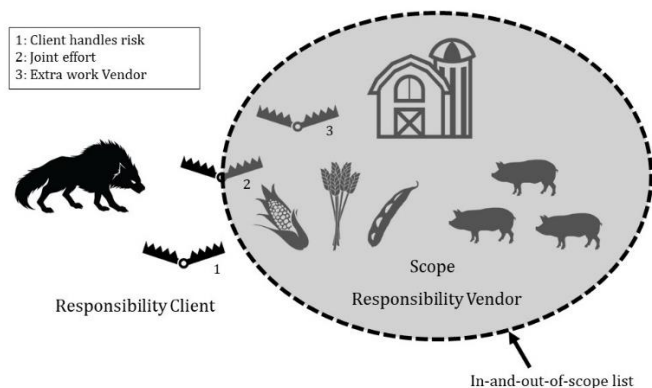 1: Client handles risk
2: Joint effort
3: Extra work Vendor
3
2
1
Scope
Responsibility Client
Responsibility Vendor
In-and-out-of-scope list